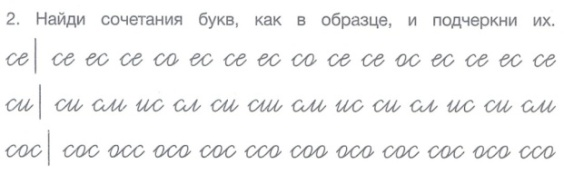 2. Найди сочетания букв, как в образце, и подчеркни их.
се | се ес се со ес се ес со се се ос ес се ес се
си | си см ис сл си сш см ис си сл ис си см
сос | сос осс осо сос ссо соо осо сос сос осо ссо